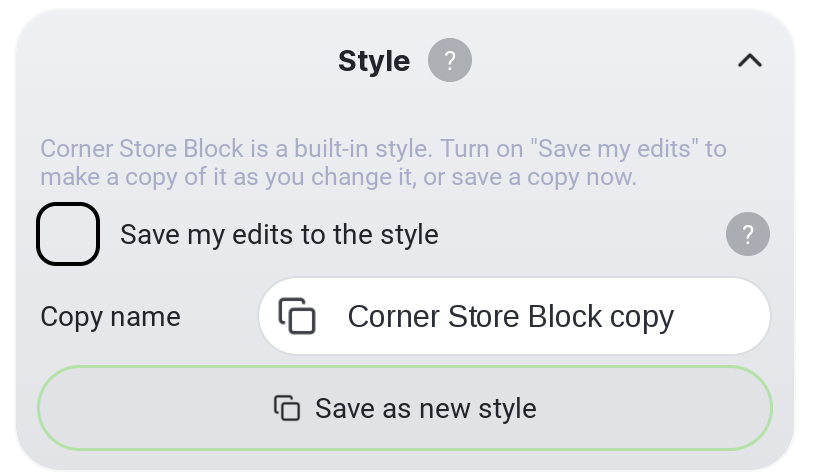 Style ?
Corner Store Block is a built-in style. Turn on "Save my edits" to
make a copy of it as you change it, or save a copy now.
Save my edits to the style ?
Copy name Corner Store Block copy
Save as new style